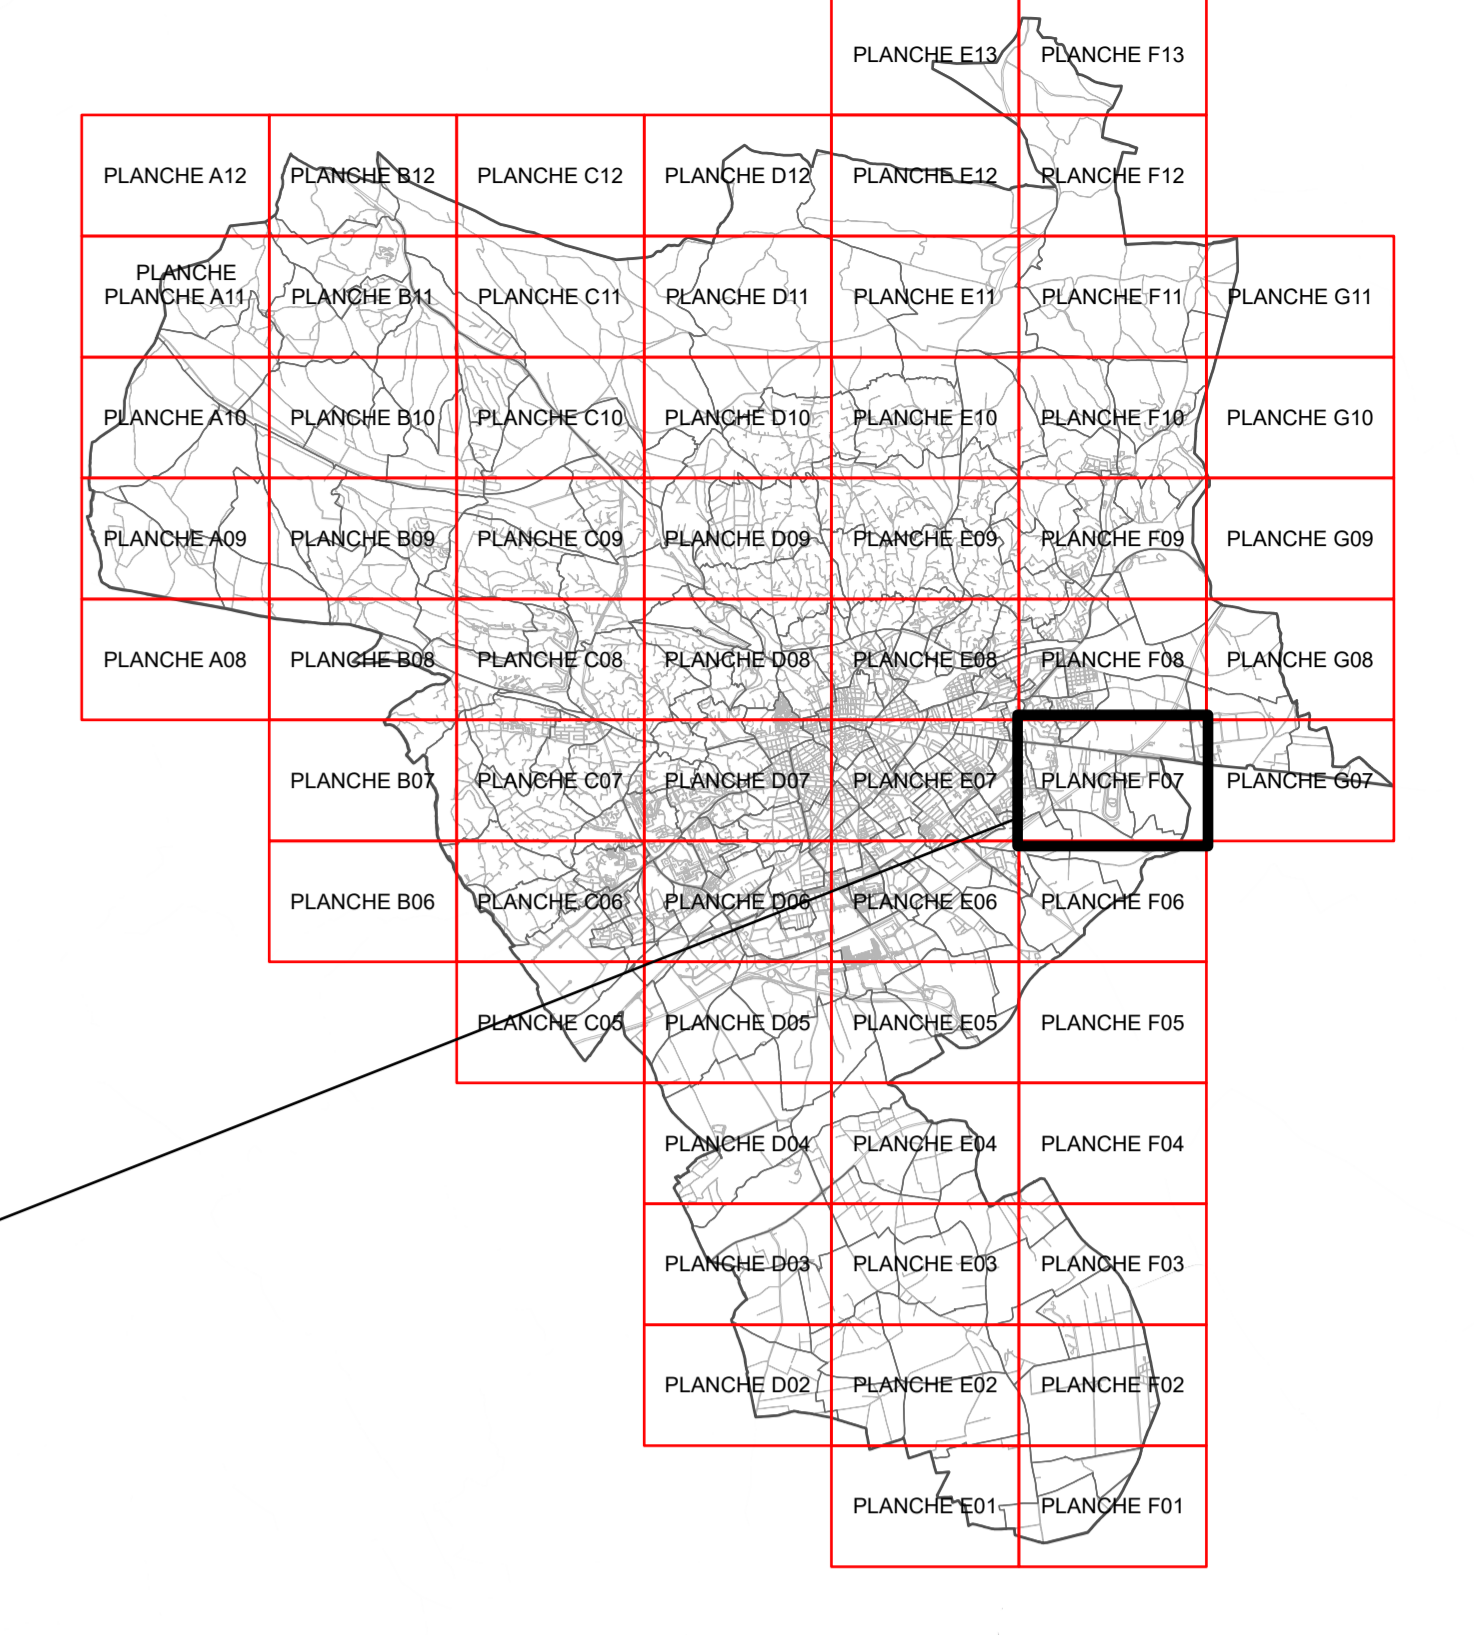 PLANCHE E13 PLANCHE F13
PLANCHE A12 PLANCHE B12 PLANCHE C12 PLANCHE D12 PLANCHE E12 PLANCHE F12
PLANCHE
PLANCHE A11 PLANCHE B11 PLANCHE C11 PLANCHE D11 PLANCHE E11 PLANCHE F11 PLANCHE G11
PLANCHE A10 PLANCHE B10 PLANCHE C10 PLANCHE D10 PLANCHE E10 PLANCHE F10 PLANCHE G10
PLANCHE A09 PLANCHE B09 PLANCHE C09 PLANCHE D09 PLANCHE E09 PLANCHE F09 PLANCHE G09
PLANCHE A08 PLANCHE B08 PLANCHE C08 PLANCHE D08 PLANCHE E08 PLANCHE F08 PLANCHE G08
PLANCHE B07 PLANCHE C07 PLANCHE D07 PLANCHE E07 PLANCHE F07 PLANCHE G07
PLANCHE B06 PLANCHE C06 PLANCHE D06 PLANCHE E06 PLANCHE F06
PLANCHE C05 PLANCHE D05 PLANCHE E05 PLANCHE F05
PLANCHE D04 PLANCHE E04 PLANCHE F04
PLANCHE D03 PLANCHE E03 PLANCHE F03
PLANCHE D02 PLANCHE E02 PLANCHE F02
PLANCHE E01 PLANCHE F01